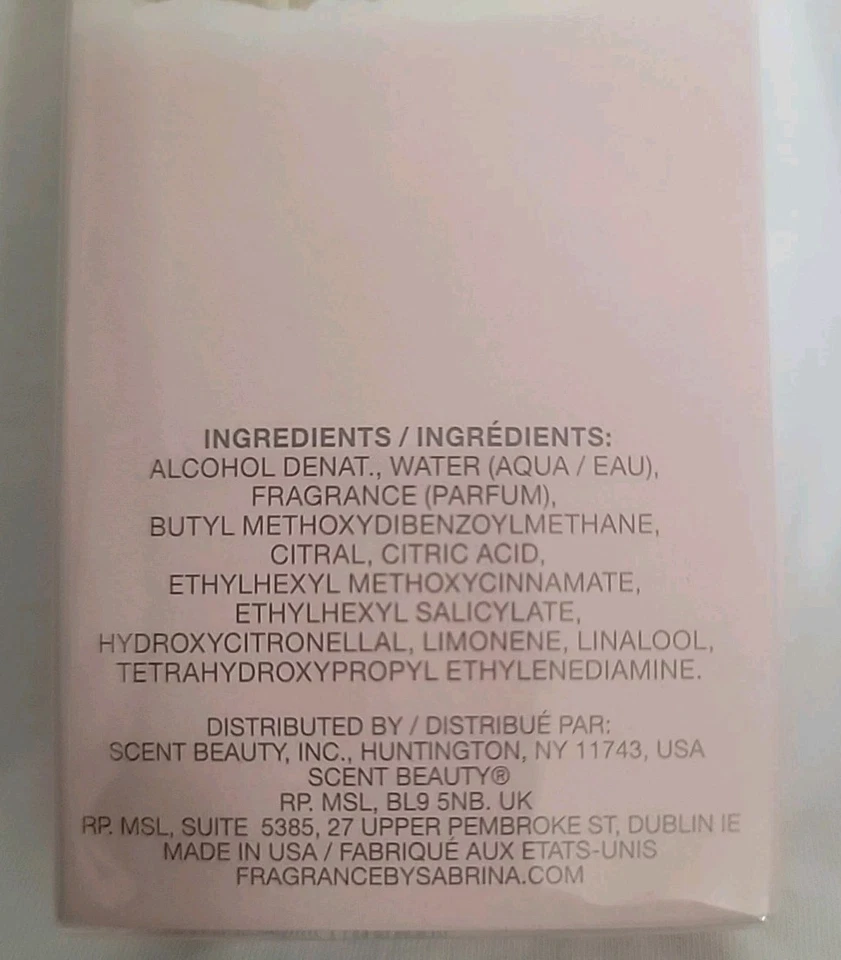 INGREDIENTS / INGRÉDIENTS:
ALCOHOL DENAT., WATER (AQUA / EAU),
FRAGRANCE (PARFUM),
BUTYL METHOXYDIBENZOYLMETHANE,
CITRAL, CITRIC ACID,
ETHYLHEXYL METHOXYCINNAMATE,
ETHYLHEXYL SALICYLATE,
HYDROXYCITRONELLAL, LIMONENE, LINALOOL,
TETRAHYDROXYPROPYL ETHYLENEDIAMINE.
DISTRIBUTED BY / DISTRIBUÉ PAR:
SCENT BEAUTY, INC., HUNTINGTON, NY 11743, USA
SCENT BEAUTY®
RP. MSL, BL9 5NB. UK
RP. MSL, SUITE 5385, 27 UPPER PEMBROKE ST, DUBLIN IE
MADE IN USA / FABRIQUÉ AUX ETATS-UNIS
FRAGRANCEBYSABRINA.COM